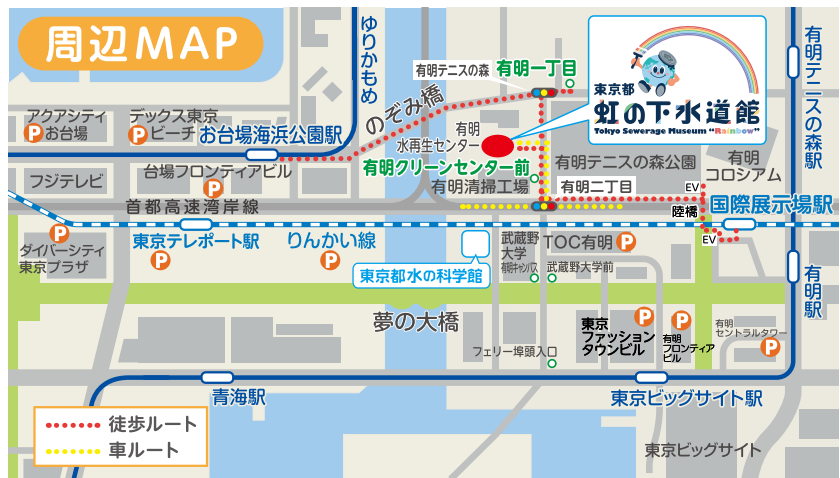 周辺MAP
ゆりかもめ
有明テニスの森駅
有明テニスの森
有明一丁目
東京都
虹の下水道館
Tokyo Sewerage Museum "Rainbow"
のぞみ橋
アクアシティ
P お台場
デックス東京
P ビーチ
お台場海浜公園駅
有明
水再生センター
有明クリーンセンター前
有明清掃工場
有明テニスの森公園
有明
コロシアム
台場フロンティアビル
P
フジテレビ
有明二丁目
EV
陸橋
EV
国際展示場駅
首都高速湾岸線
P
ダイバーシティ
東京プラザ
東京テレポート駅
P
りんかい線
P
武蔵野
大学
有明キャンパス
TOC有明 P
武蔵野大学前
東京都水の科学館
有明駅
夢の大橋
フェリー埠頭入口
P
東京
ファッション
タウンビル
P
有明
フロンティア
ビル
有明
セントラルタワー
P
青海駅
東京ビッグサイト駅
徒歩ルート
車ルート
東京ビッグサイト